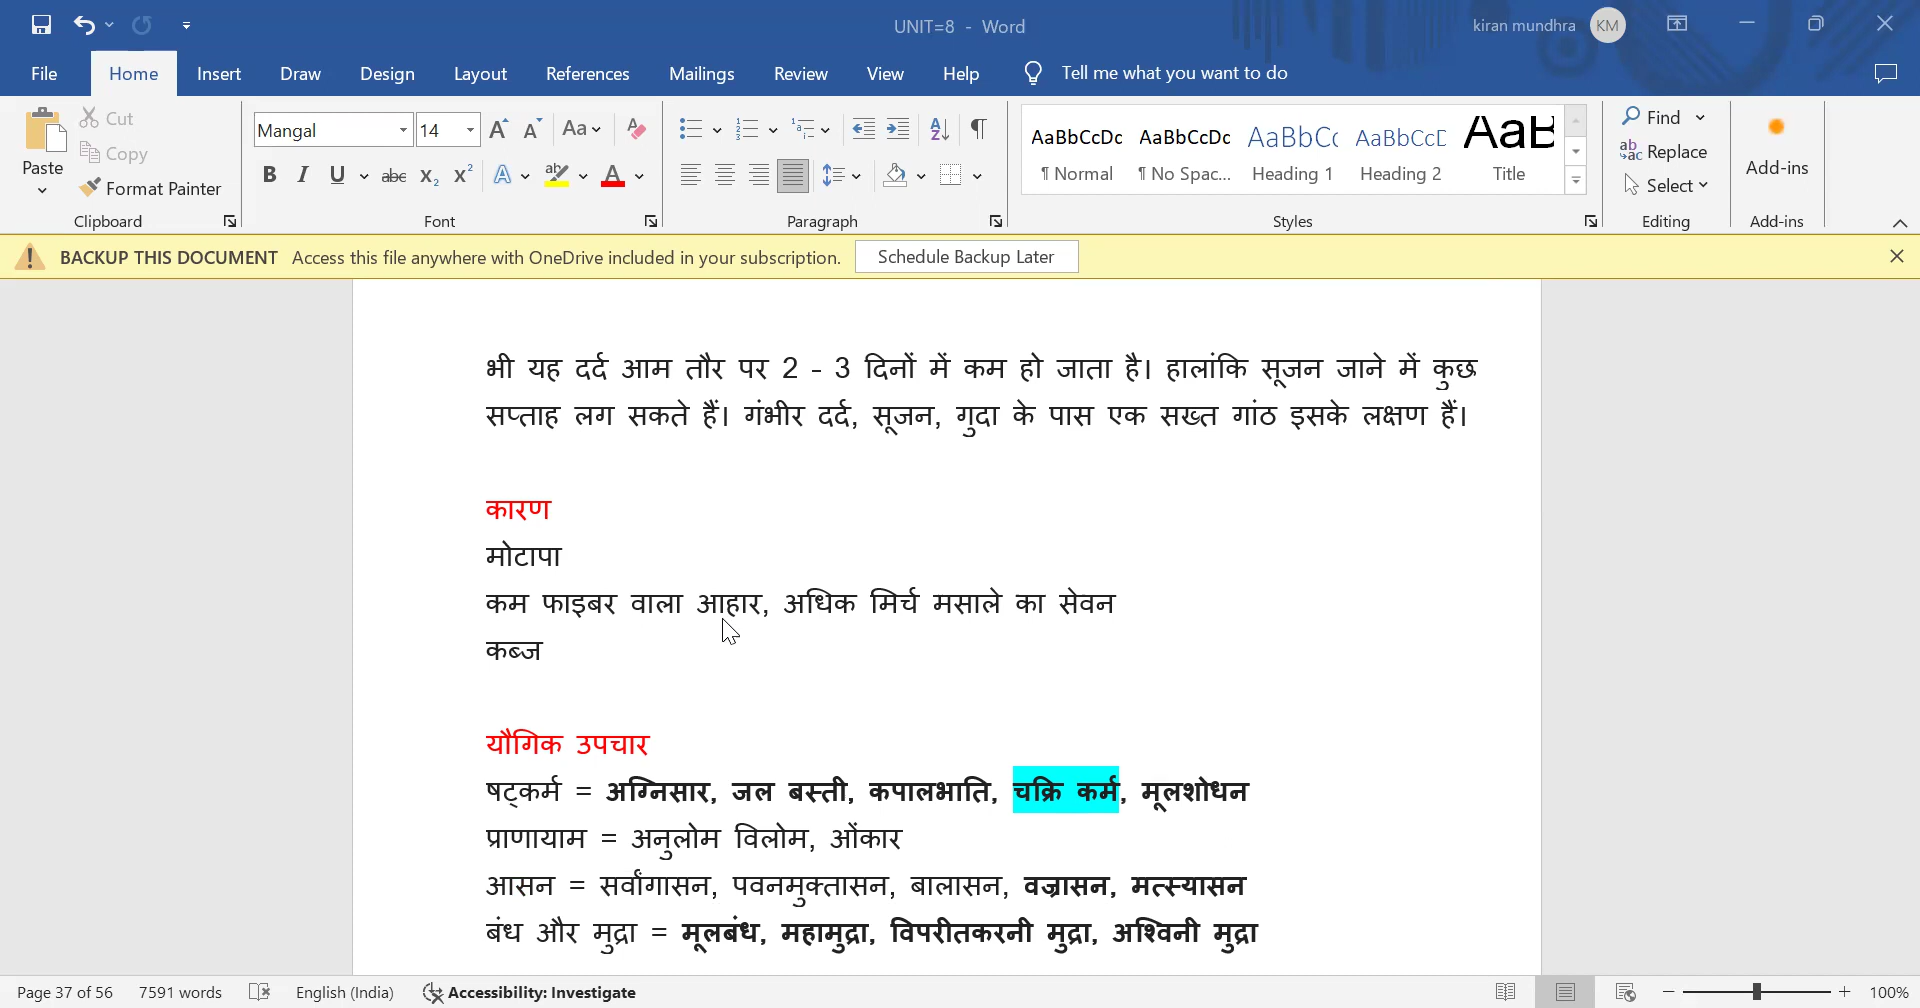 UNIT=8 - Word
kiran mundhra KM
File Home Insert Draw Design Layout References Mailings Review View Help Tell me what you want to do
Paste
Cut
Copy
Format Painter
Clipboard
Mangal 14
Font
Paragraph
AaBbCcDc AaBbCcDc AaBbCc AaBbCcD AaB
¶ Normal ¶ No Spac... Heading 1 Heading 2 Title
Styles
Find
Replace
Select
Editing
Add-ins
Add-ins
BACKUP THIS DOCUMENT Access this file anywhere with OneDrive included in your subscription. Schedule Backup Later
भी यह दर्द आम तौर पर 2 – 3 दिनों में कम हो जाता है। हालांकि सूजन जाने में कुछ
सप्ताह लग सकते हैं। गंभीर दर्द, सूजन, गुदा के पास एक सख्त गांठ इसके लक्षण हैं।
कारण
मोटापा
कम फाइबर वाला आहार, अधिक मिर्च मसाले का सेवन
कब्ज
यौगिक उपचार
षट्कर्म = अग्निसार, जल बस्ती, कपालभाति, चक्रि कर्म, मूलशोधन
प्राणायाम = अनुलोम विलोम, ओंकार
आसन = सर्वांगासन, पवनमुक्तासन, बालासन, वज्रासन, मत्स्यासन
बंध और मुद्रा = मूलबंध, महामुद्रा, विपरीतकरनी मुद्रा, अश्विनी मुद्रा
Page 37 of 56 7591 words English (India) Accessibility: Investigate 100%